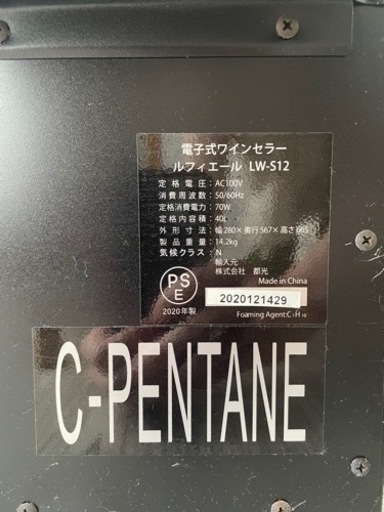 電子式ワインセラー
ルフィエール LW-S12
定格電圧：AC100V
消費周波数：50/60Hz
定格消費電力：70W
定格内容積：40L
外形寸法：幅280×奥行567×高さ665
製品重量：14.2kg
気候クラス：N
輸入元
株式会社 都光
Made in China
PS
E
2020年製
2020121429
Foaming Agent:C₅H₁₀
C-PENTANE